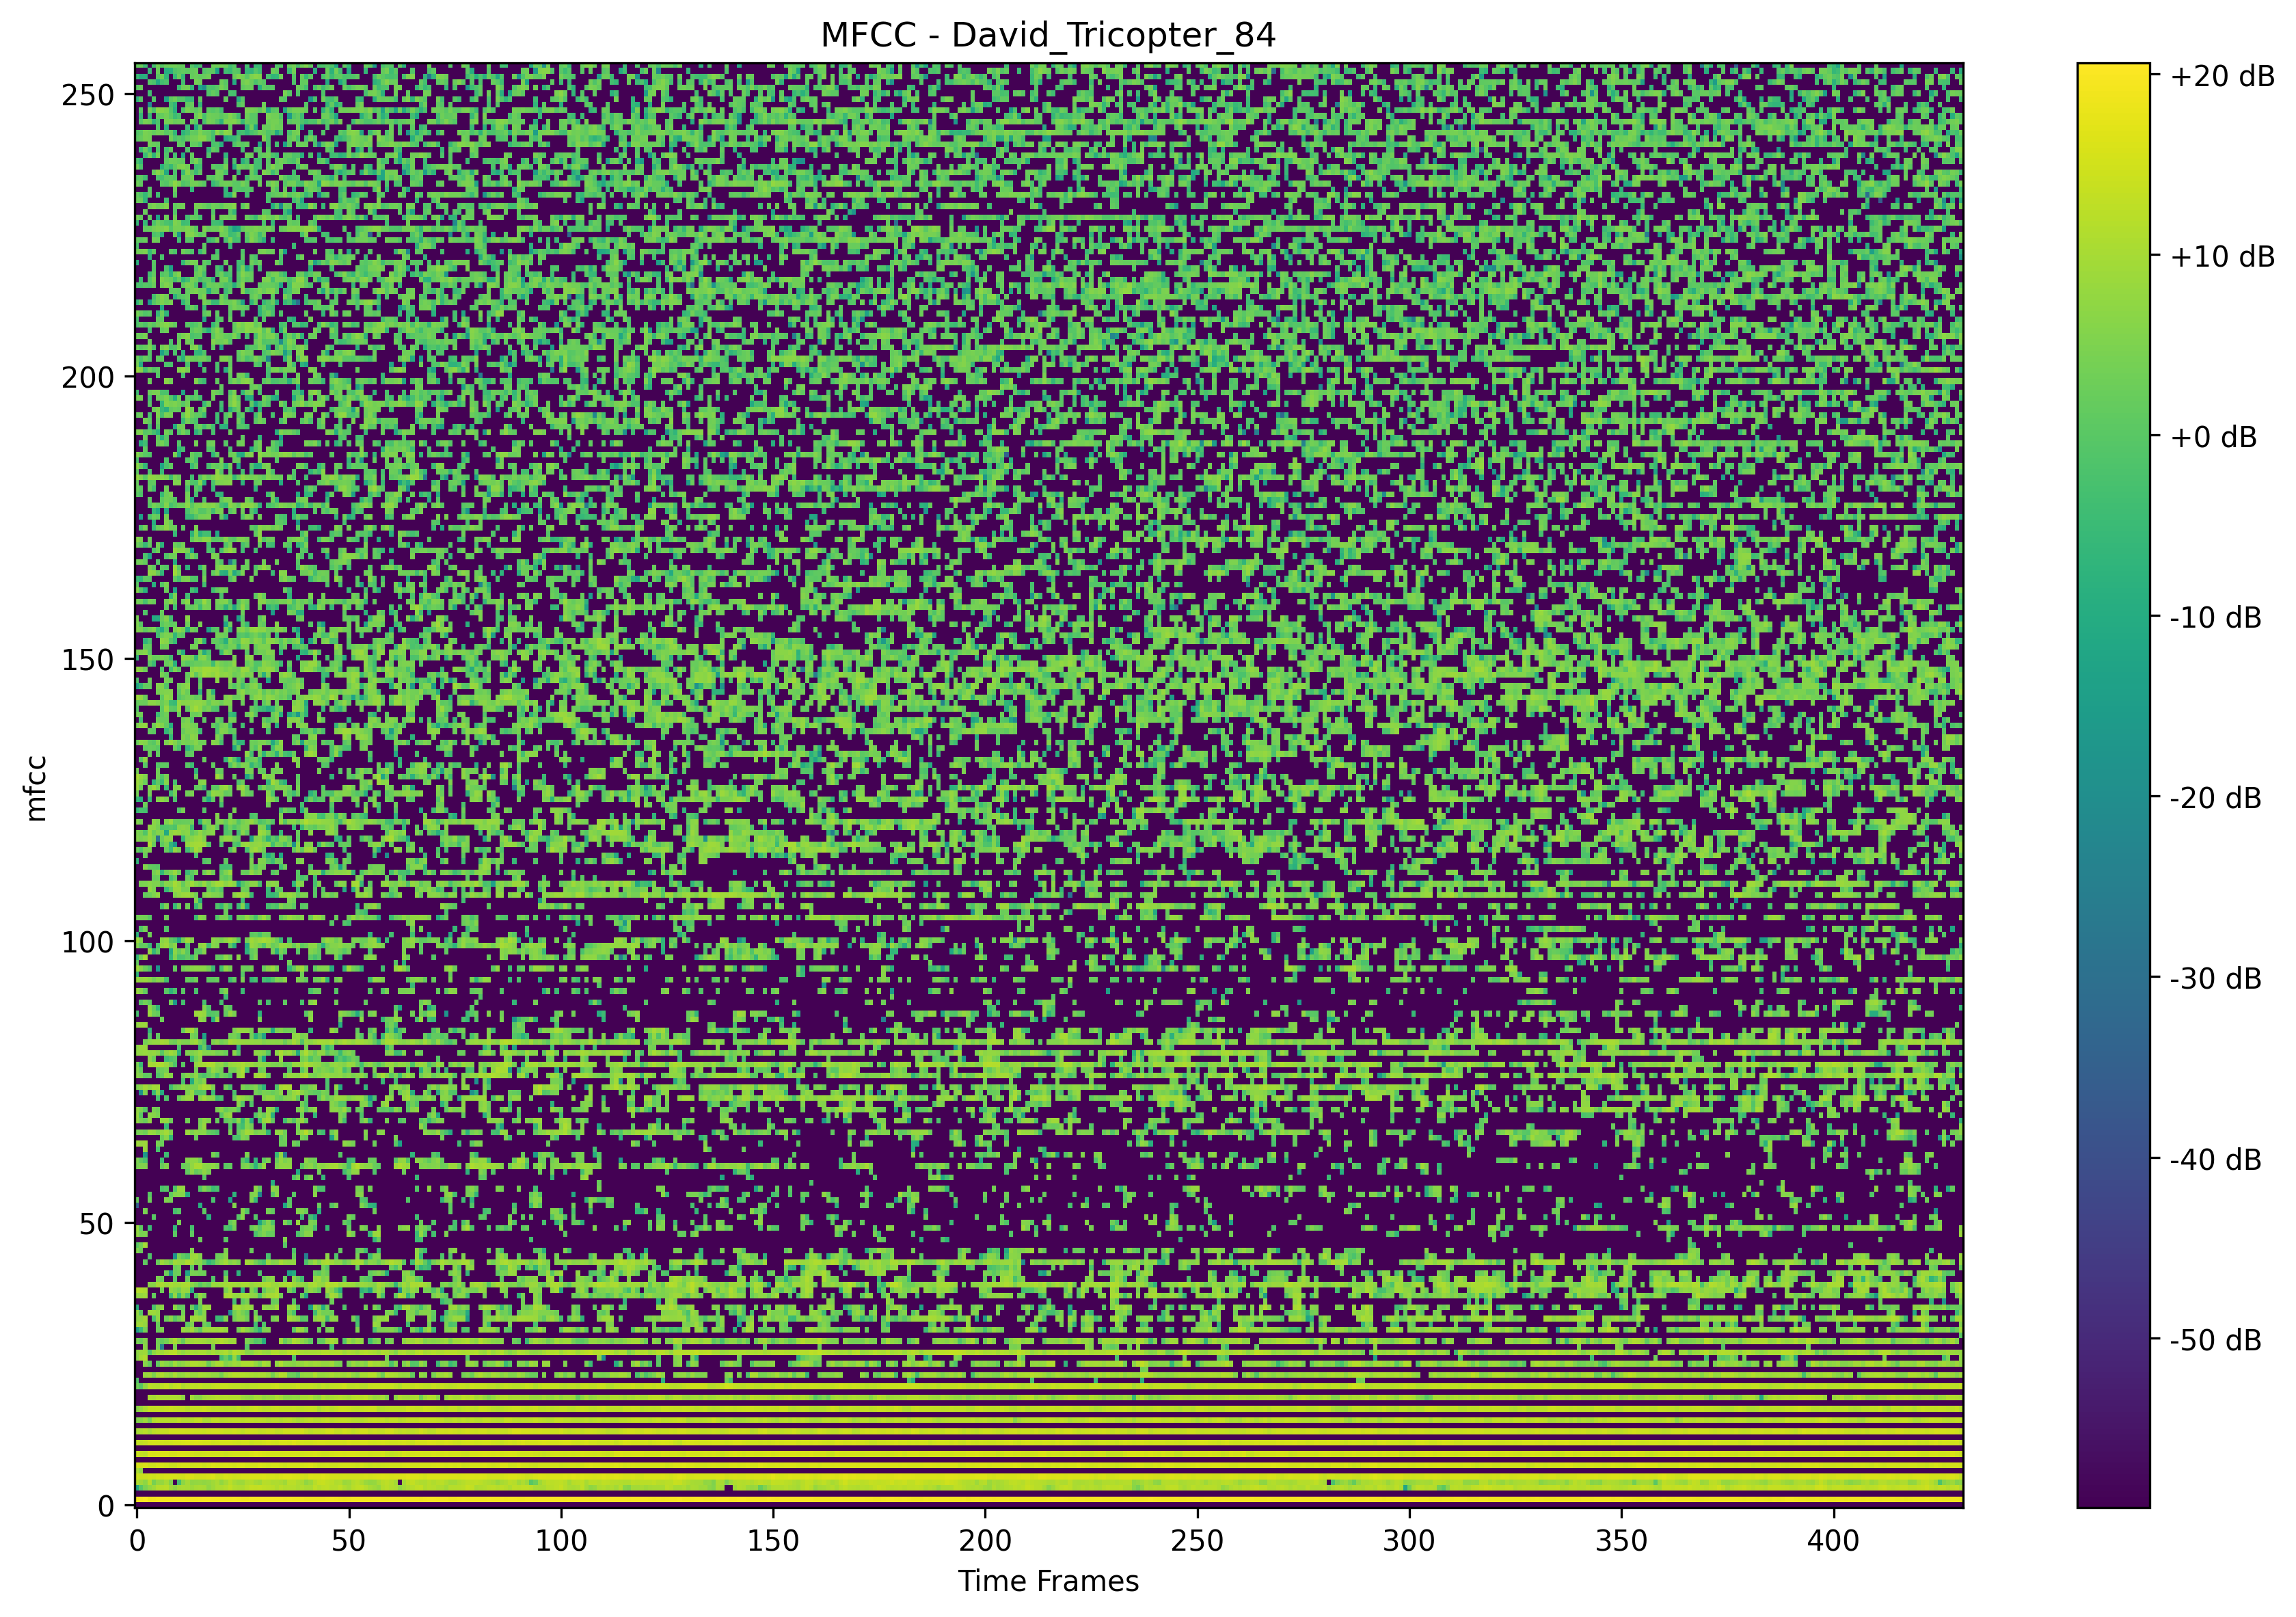 MFCC - David_Tricopter_84
250
200
150
100
50
0
mfcc
0 50 100 150 200 250 300 350 400
Time Frames
+20 dB
+10 dB
+0 dB
-10 dB
-20 dB
-30 dB
-40 dB
-50 dB